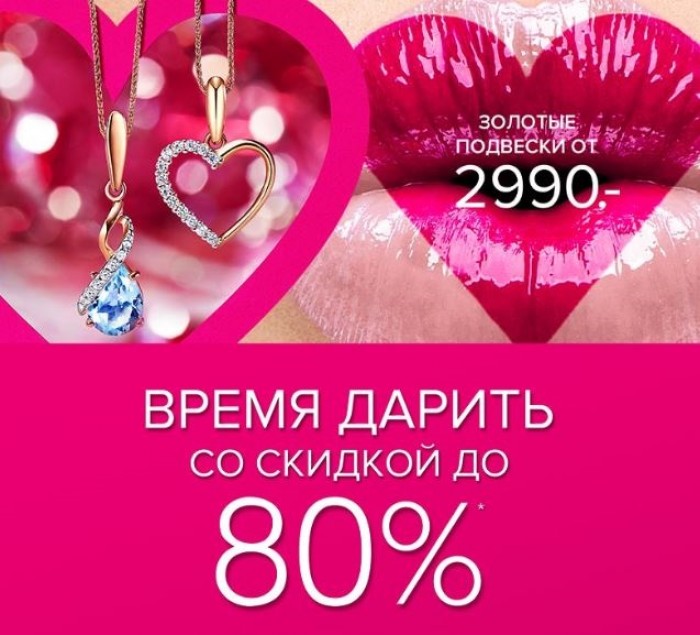 ЗОЛОТЫЕ
ПОДВЕСКИ ОТ
2990.-
ВРЕМЯ ДАРИТЬ
СО СКИДКОЙ ДО
80%*